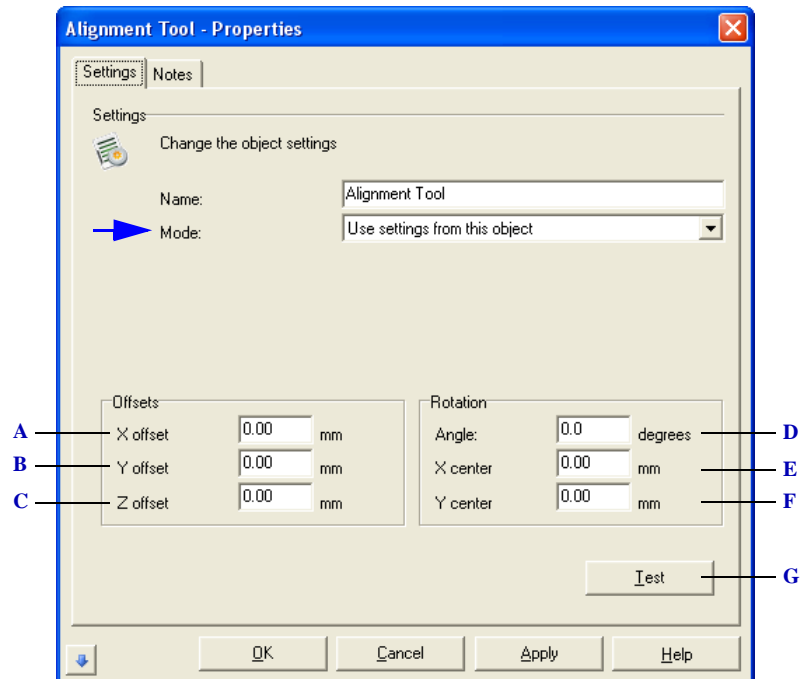 Alignment Tool - Properties
Settings
Notes
Settings
Change the object settings
Name:
Alignment Tool
Mode:
Use settings from this object
Offsets
A
X offset
0.00
mm
B
Y offset
0.00
mm
C
Z offset
0.00
mm
Rotation
Angle:
0.0
degrees
D
X center
0.00
mm
E
Y center
0.00
mm
F
Test
G
OK
Cancel
Apply
Help